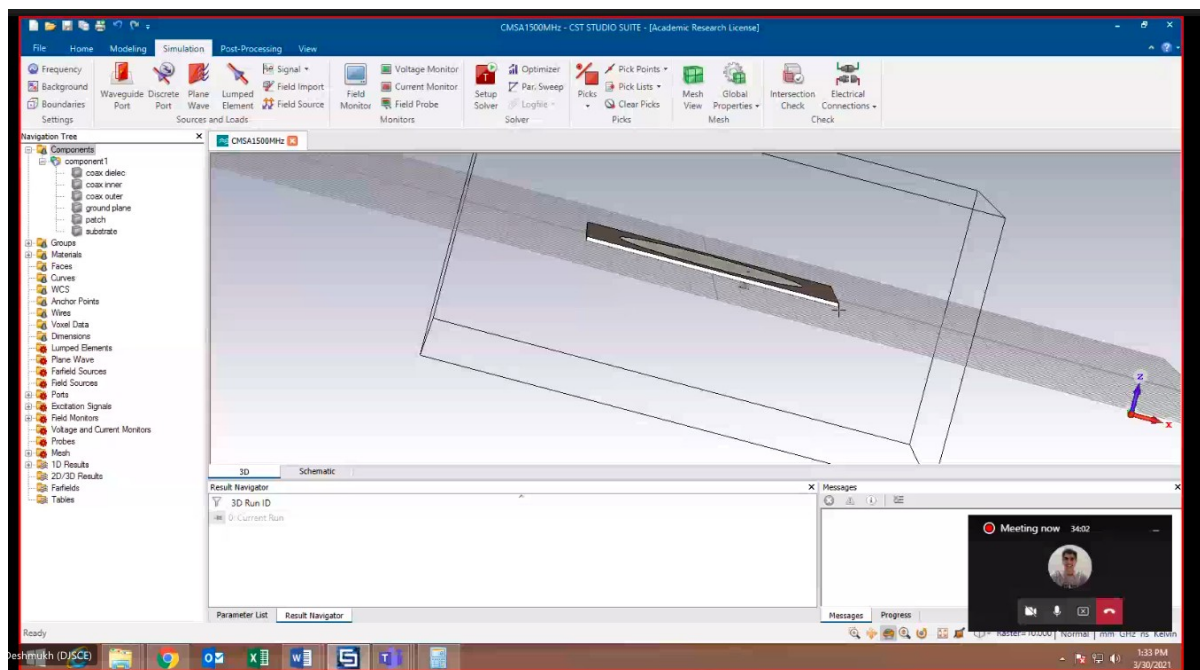 CMSA1500MHz - CST STUDIO SUITE - [Academic Research License]
File Home Modeling Simulation Post-Processing View
Frequency
Background
Boundaries
Settings
Waveguide Port
Discrete Port
Plane Wave
Lumped Element
Signal
Field Import
Field Source
Sources and Loads
Field Monitor
Voltage Monitor
Current Monitor
Field Probe
Monitors
Setup Solver
Optimizer
Par. Sweep
Logfile
Solver
Picks
Pick Points
Pick Lists
Clear Picks
Picks
Mesh View
Global Properties
Mesh
Intersection Check
Electrical Connections
Check
Navigation Tree
CMSA1500MHz
Components
component1
coax dielec
coax inner
coax outer
ground plane
patch
substrate
Groups
Materials
Faces
Curves
WCS
Anchor Points
Wires
Voxel Data
Dimensions
Lumped Elements
Plane Wave
Farfield Sources
Field Sources
Ports
Excitation Signals
Field Monitors
Voltage and Current Monitors
Probes
Mesh
1D Results
2D/3D Results
Farfields
Tables
z
x
3D Schematic
Result Navigator
3D Run ID
0: Current Run
Parameter List Result Navigator
Messages
Meeting now 34:02
Messages Progress
Ready
Raster=10.000 Normal mm GHz ns Kelvin
Deshmukh (DJSCE)
1:33 PM
3/30/2021